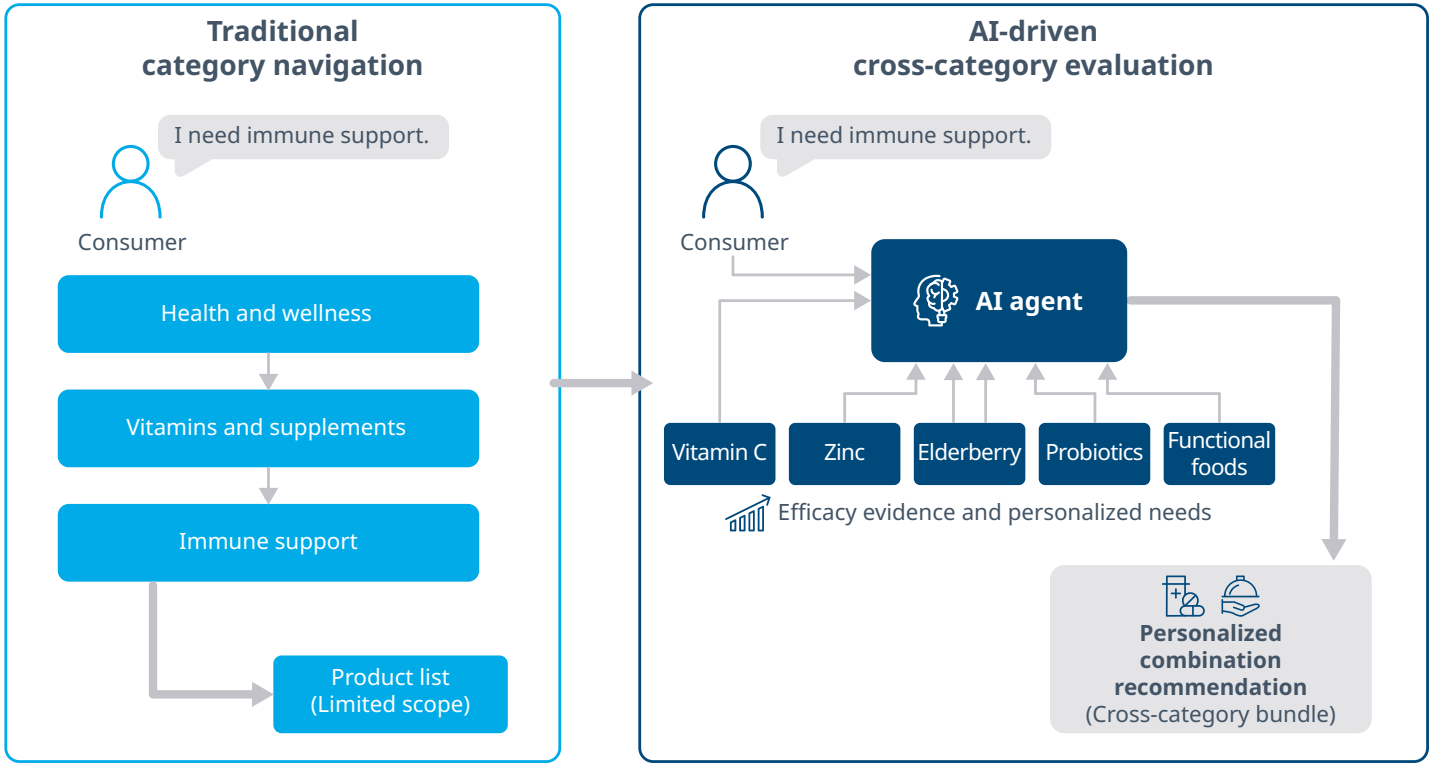 Traditional
category navigation
I need immune support.
Consumer
Health and wellness
Vitamins and supplements
Immune support
Product list
(Limited scope)
AI-driven
cross-category evaluation
I need immune support.
Consumer
AI agent
Vitamin C
Zinc
Elderberry
Probiotics
Functional
foods
Efficacy evidence and personalized needs
Personalized
combination
recommendation
(Cross-category bundle)